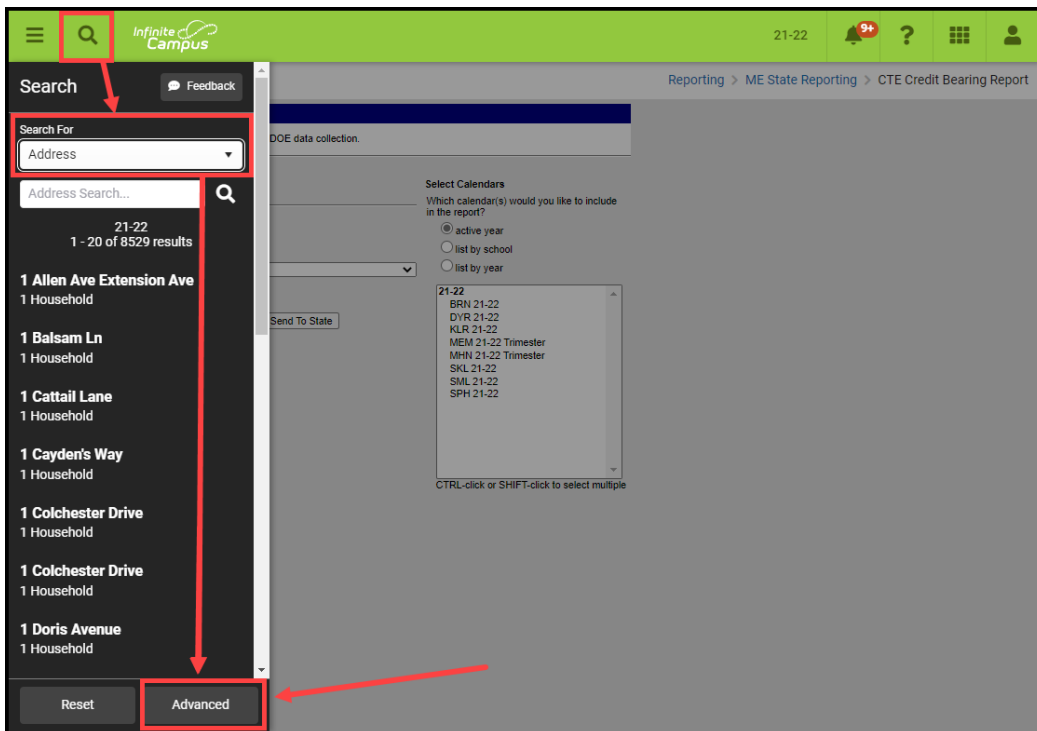 Infinite
Campus
21-22
9+
?
Search
Feedback
Reporting > ME State Reporting > CTE Credit Bearing Report
Search For
Address
Address Search...
21-22
1 - 20 of 8529 results
1 Allen Ave Extension Ave
1 Household
1 Balsam Ln
1 Household
1 Cattail Lane
1 Household
1 Cayden's Way
1 Household
1 Colchester Drive
1 Household
1 Colchester Drive
1 Household
1 Doris Avenue
1 Household
Reset
Advanced
DOE data collection.
Send To State
Select Calendars
Which calendar(s) would you like to include
in the report?
active year
list by school
list by year
21-22
BRN 21-22
DYR 21-22
KLR 21-22
MEM 21-22 Trimester
MHN 21-22 Trimester
SKL 21-22
SML 21-22
SPH 21-22
CTRL-click or SHIFT-click to select multiple